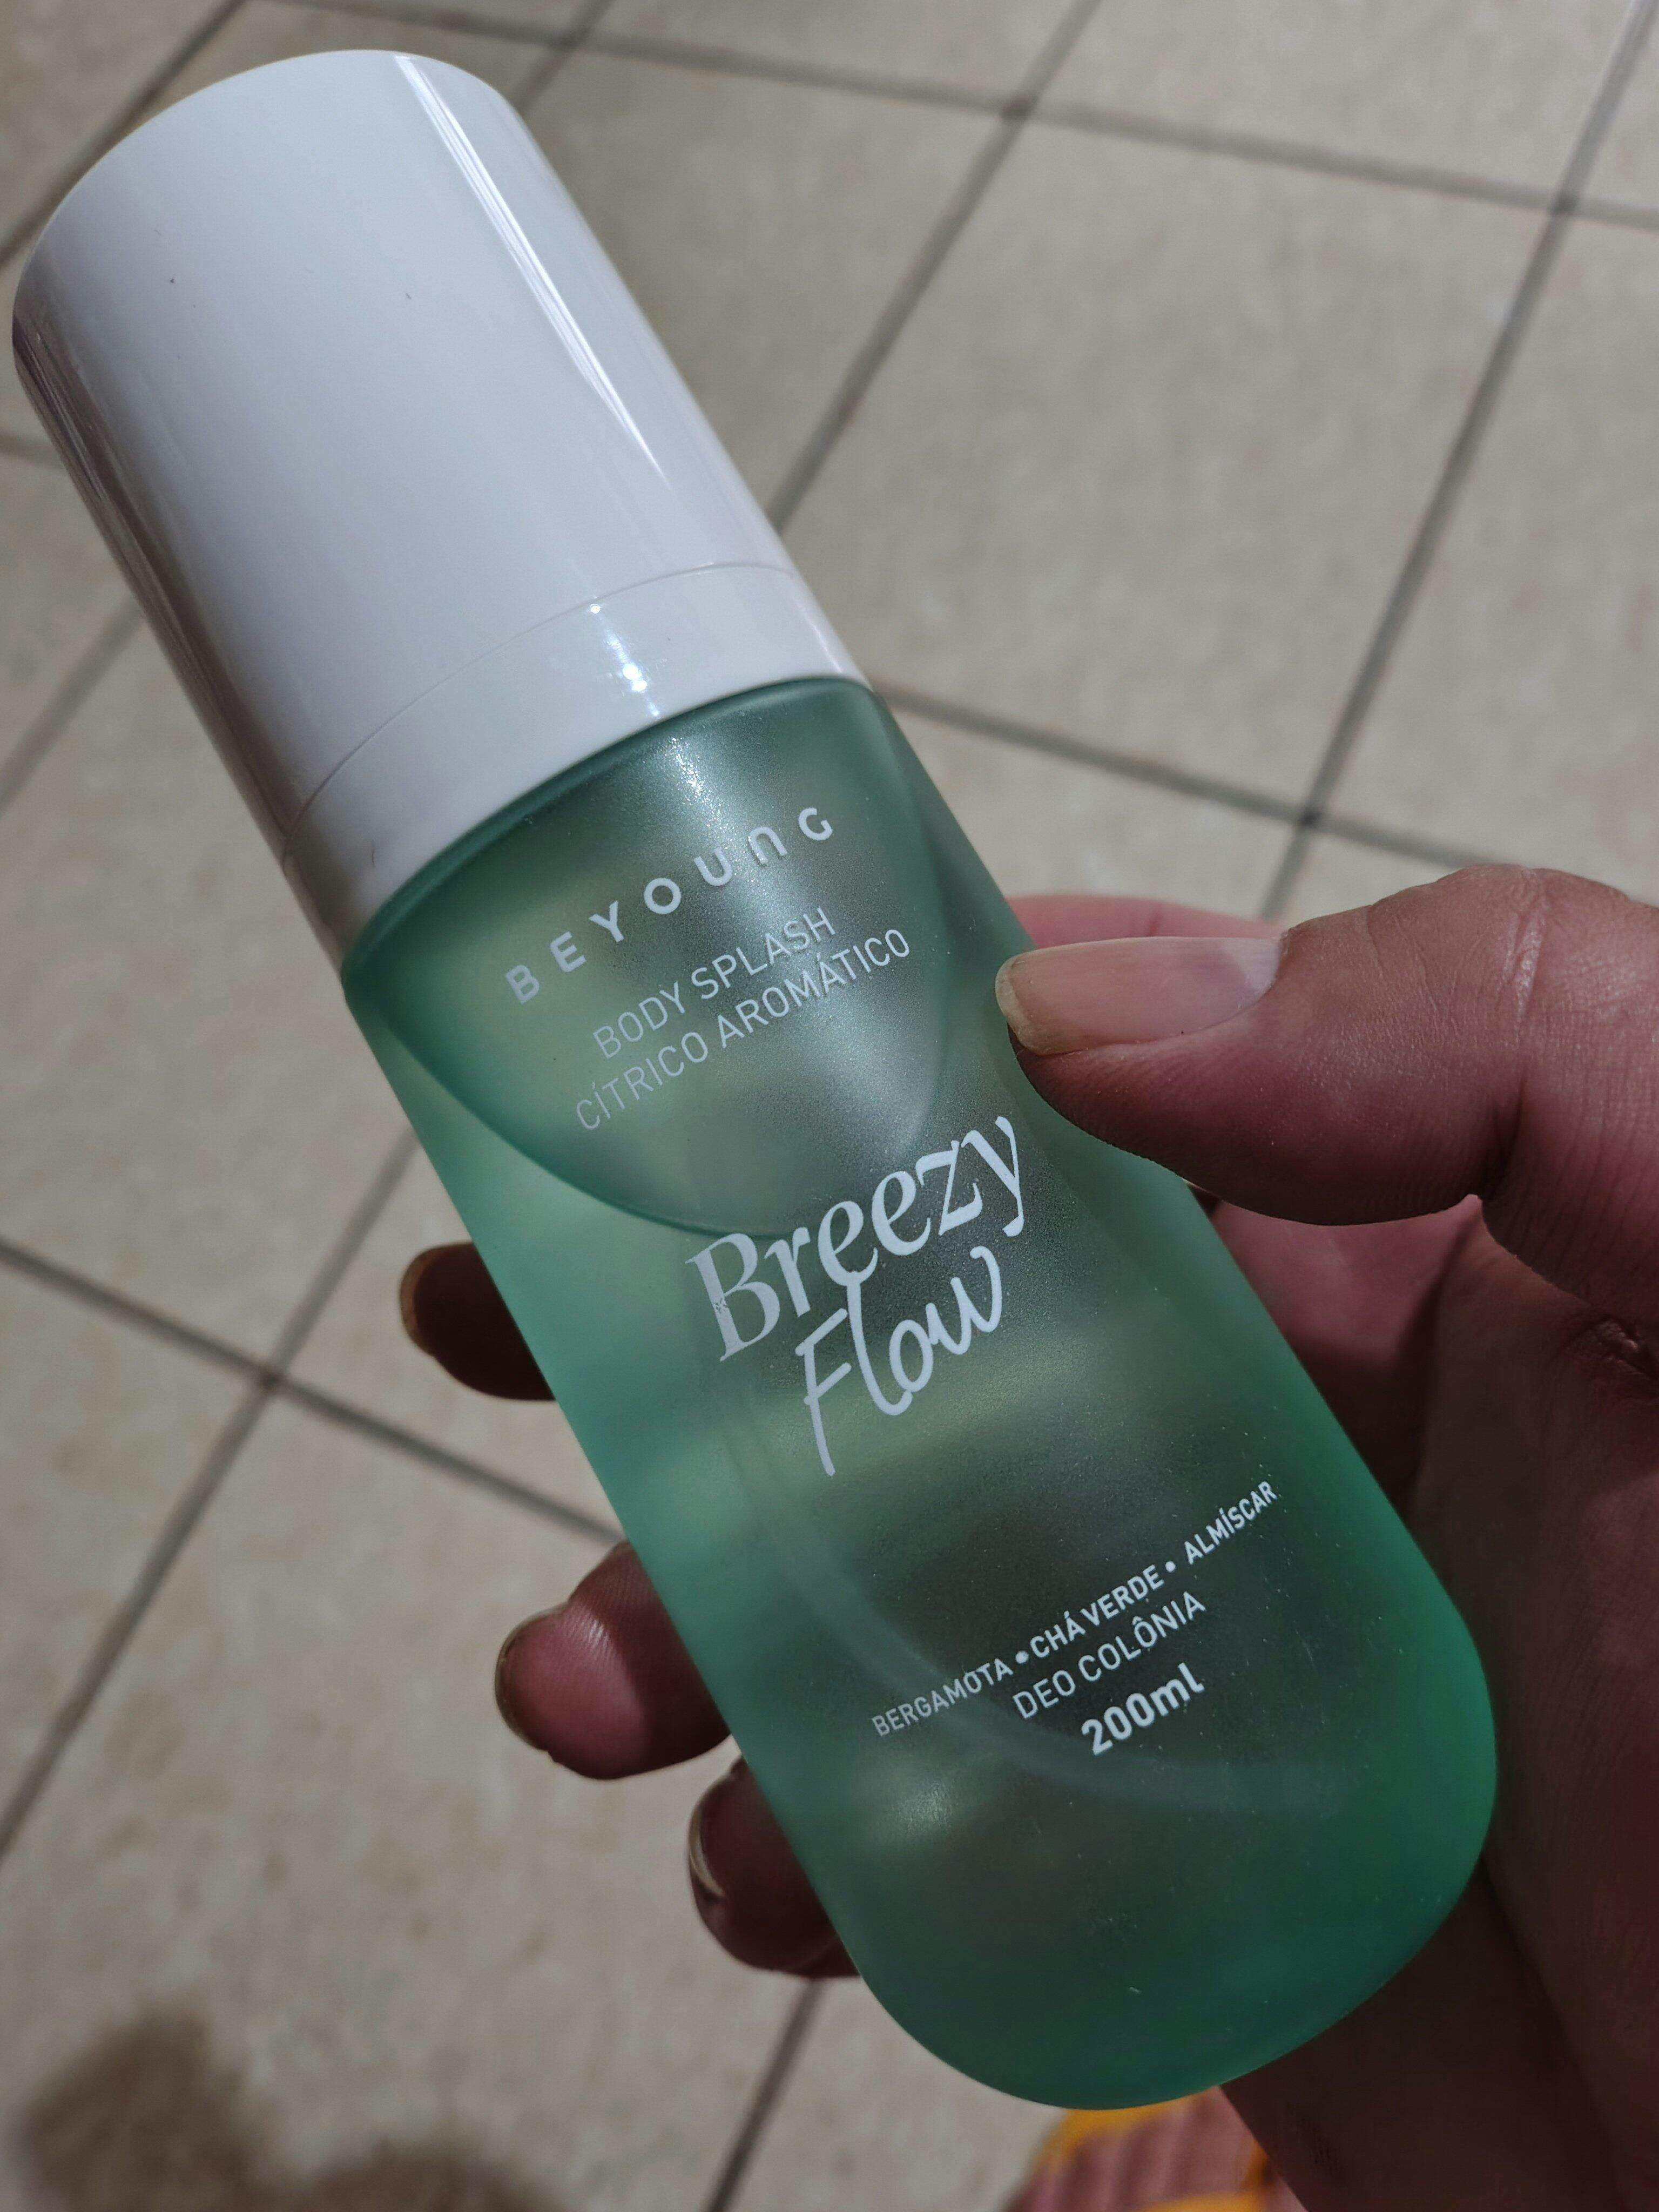 BEYOUNG
BODY SPLASH
CÍTRICO AROMÁTICO
Breezy
Flow
BERGAMOTA • CHÁ VERDE • ALMÍSCAR
DEO COLÔNIA
200ml